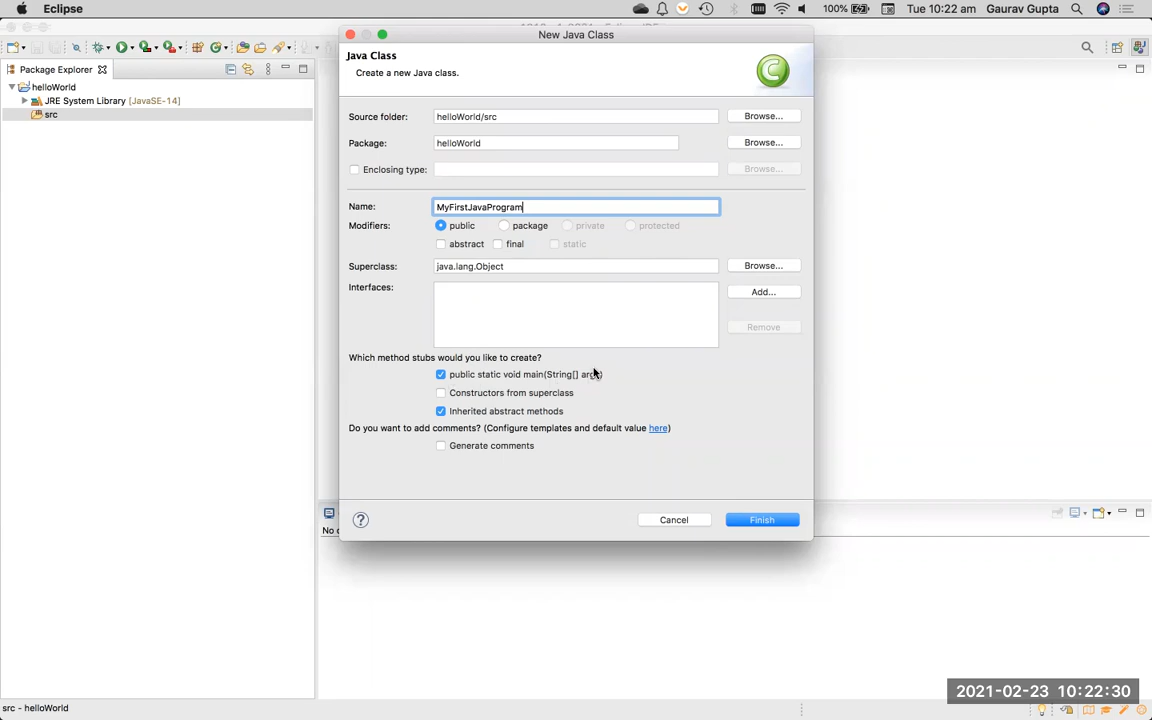 Eclipse
100%
Tue 10:22 am
Gaurav Gupta
New Java Class
Package Explorer
helloWorld
JRE System Library [JavaSE-14]
src
Java Class
Create a new Java class.
Source folder:
helloWorld/src
Browse...
Package:
helloWorld
Browse...
Enclosing type:
Browse...
Name:
MyFirstJavaProgram
Modifiers:
public
package
private
protected
abstract
final
static
Superclass:
java.lang.Object
Browse...
Interfaces:
Add...
Remove
Which method stubs would you like to create?
public static void main(String[]
Constructors from superclass
Inherited abstract methods
Do you want to add comments? (Configure templates and default value here)
Generate comments
No
Cancel
Finish
2021-02-23 10:22:30
src - helloWorld